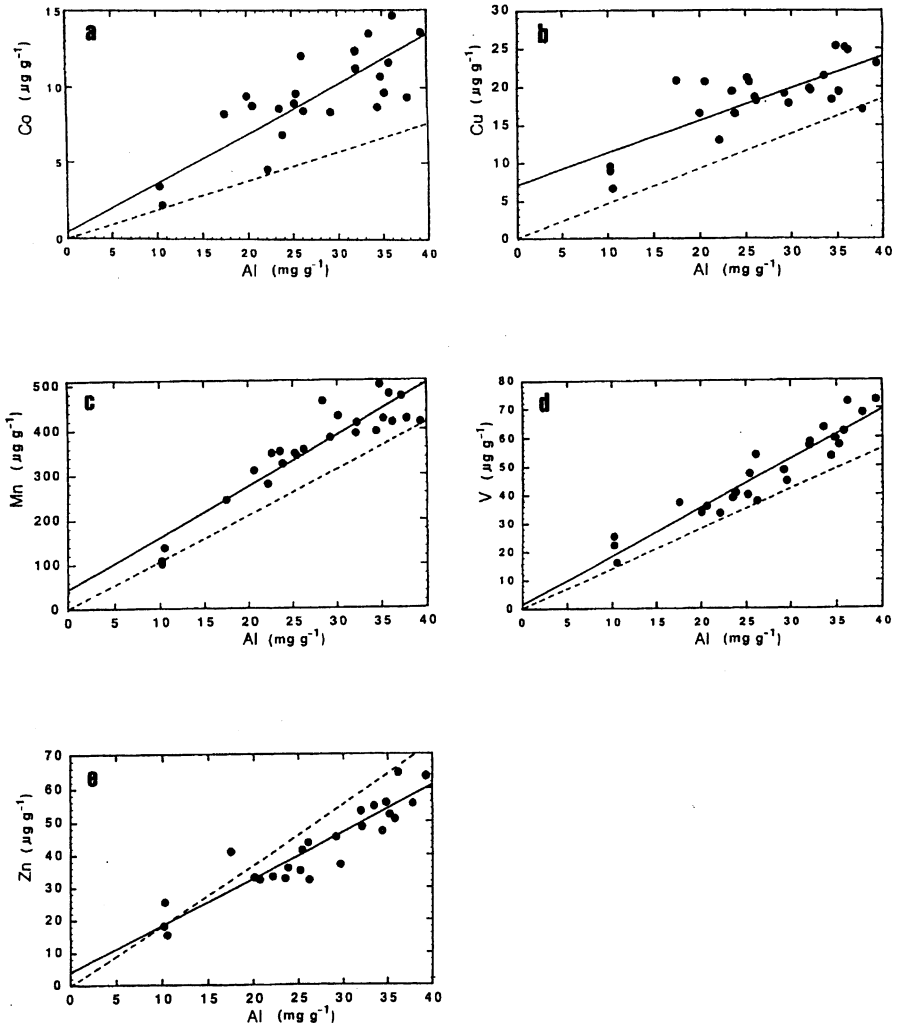 15
10
5
0
a
Co (µg g⁻¹)
0 5 10 15 20 25 30 35 40
Al (mg g⁻¹)
30
25
20
15
10
5
0
b
Cu (µg g⁻¹)
0 5 10 15 20 25 30 35 40
Al (mg g⁻¹)
500
400
300
200
100
0
c
Mn (µg g⁻¹)
0 5 10 15 20 25 30 35 40
Al (mg g⁻¹)
80
70
60
50
40
30
20
10
0
d
V (µg g⁻¹)
0 5 10 15 20 25 30 35 40
Al (mg g⁻¹)
70
60
50
40
30
20
10
0
e
Zn (µg g⁻¹)
0 5 10 15 20 25 30 35 40
Al (mg g⁻¹)